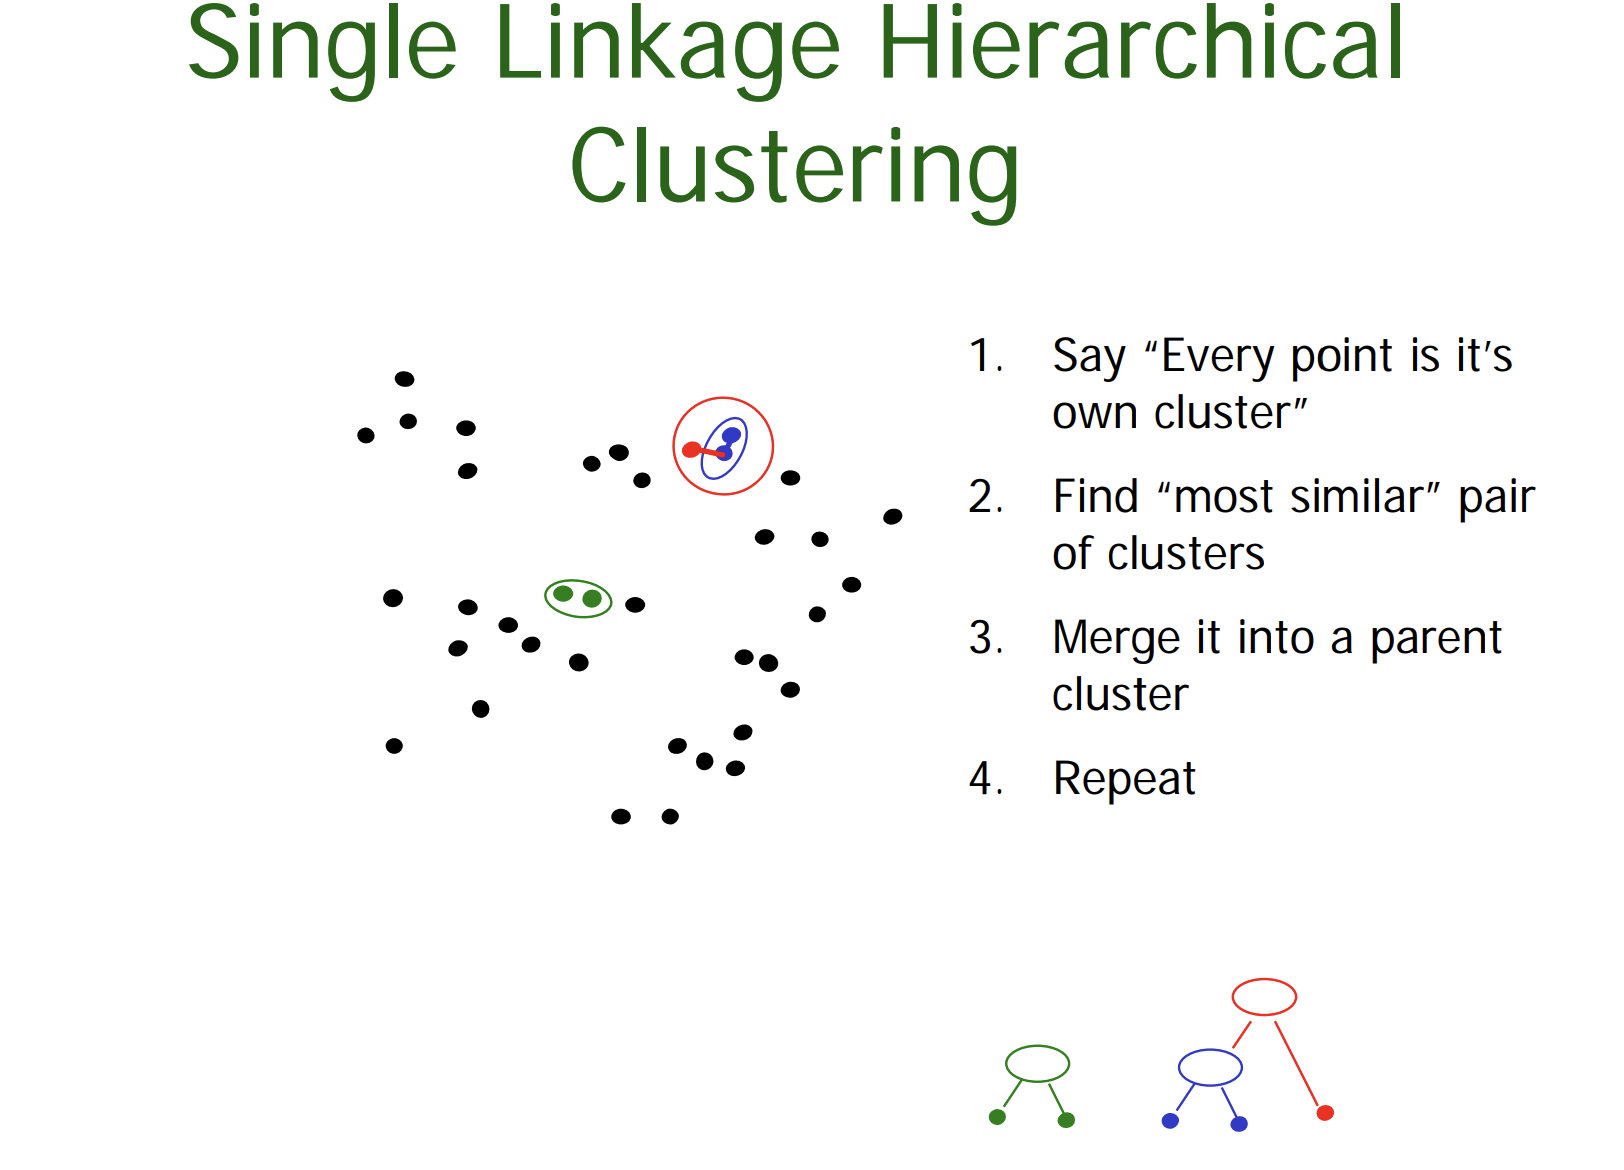 Single Linkage Hierarchical
Clustering
1. Say “Every point is it’s
own cluster”
2. Find “most similar” pair
of clusters
3. Merge it into a parent
cluster
4. Repeat